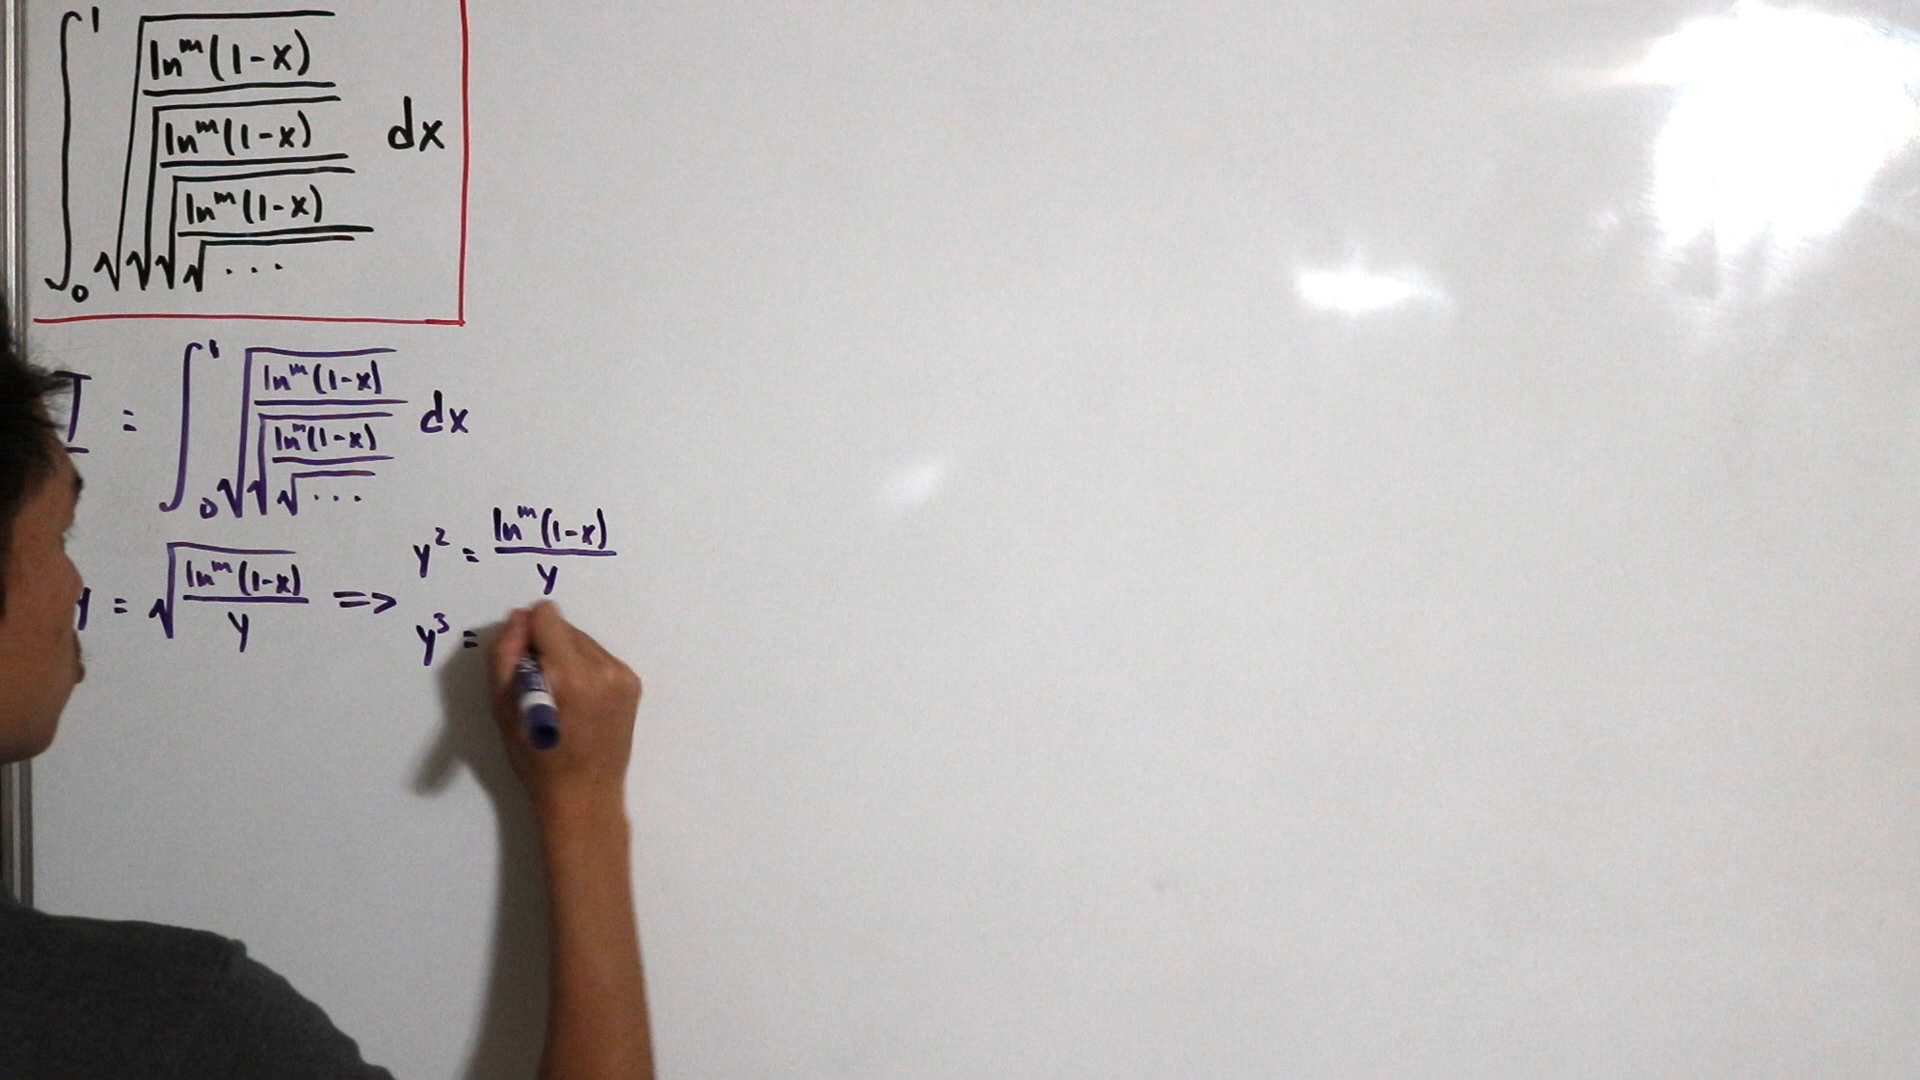 ∫₀¹ √(lnᵐ(1-x) / √(lnᵐ(1-x) / √(lnᵐ(1-x) / √...))) dx
I = ∫₀¹ √(lnᵐ(1-x) / √(lnᵐ(1-x) / √...)) dx
y = √(lnᵐ(1-x) / y) => y² = lnᵐ(1-x) / y
y³ =